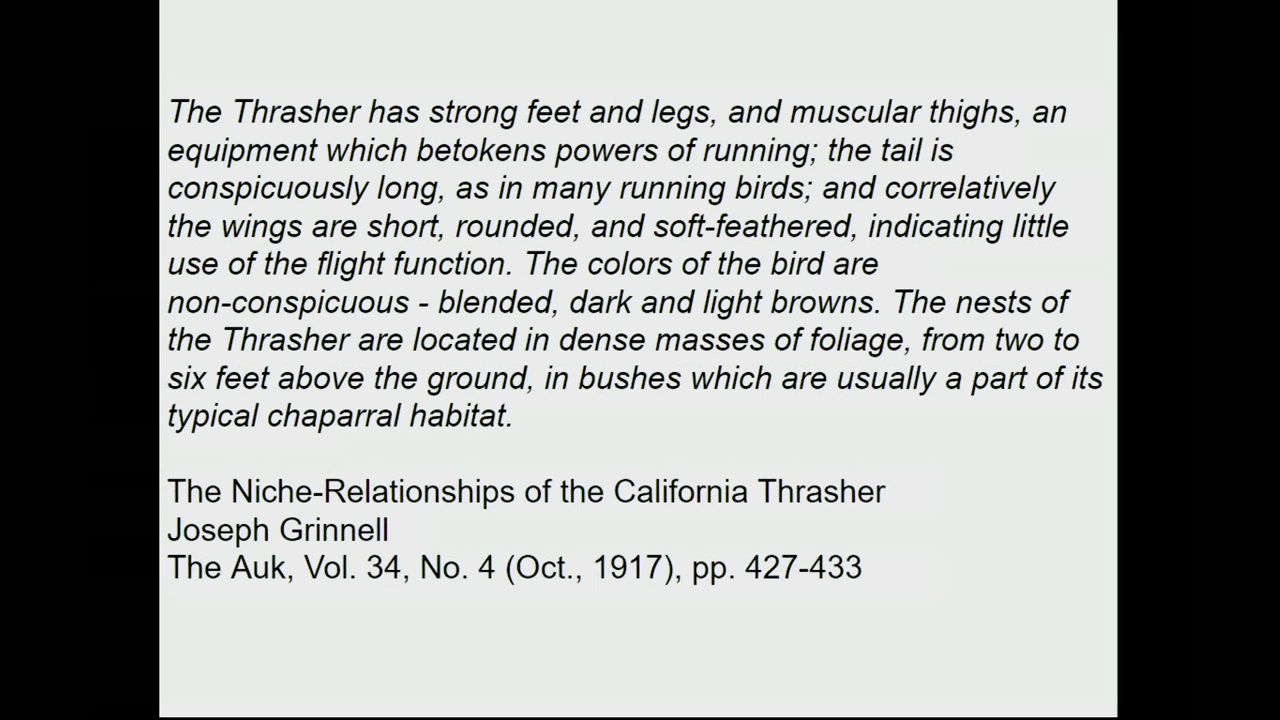 The Thrasher has strong feet and legs, and muscular thighs, an
equipment which betokens powers of running; the tail is
conspicuously long, as in many running birds; and correlatively
the wings are short, rounded, and soft-feathered, indicating little
use of the flight function. The colors of the bird are
non-conspicuous - blended, dark and light browns. The nests of
the Thrasher are located in dense masses of foliage, from two to
six feet above the ground, in bushes which are usually a part of its
typical chaparral habitat.
The Niche-Relationships of the California Thrasher
Joseph Grinnell
The Auk, Vol. 34, No. 4 (Oct., 1917), pp. 427-433